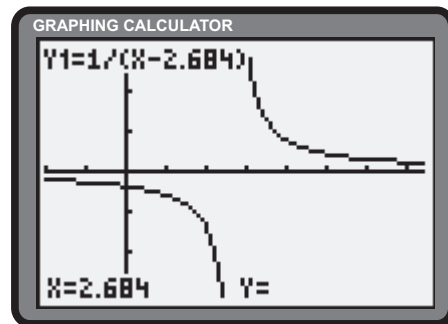 GRAPHING CALCULATOR
Y1=1/(X-2.684)
X=2.684 Y=